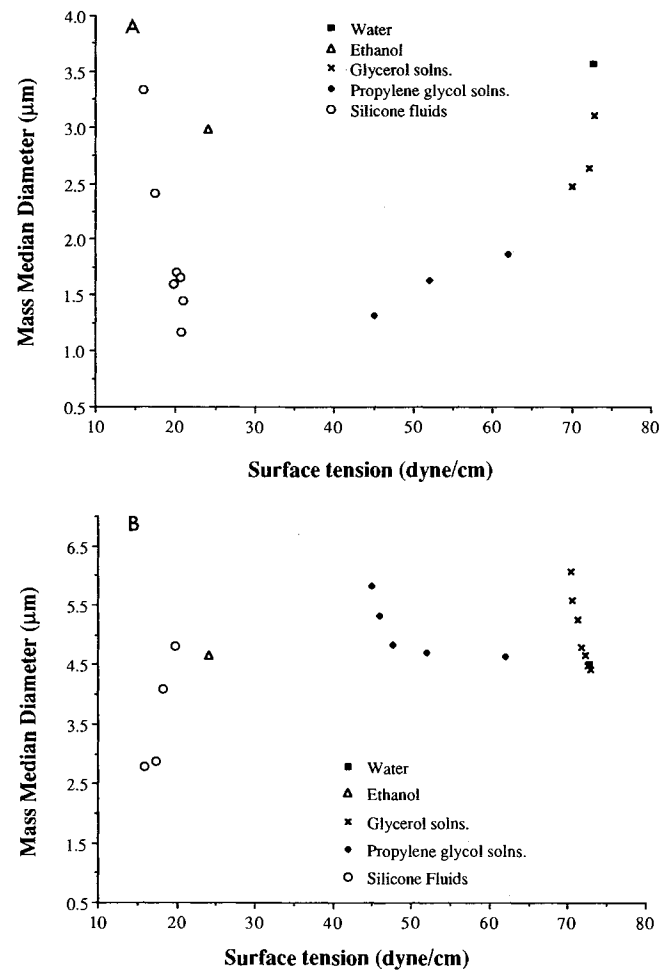 A
4.0
3.5
3.0
2.5
2.0
1.5
1.0
0.5
Mass Median Diameter (μm)
Water
Ethanol
Glycerol solns.
Propylene glycol solns.
Silicone fluids
10 20 30 40 50 60 70 80
Surface tension (dyne/cm)
B
6.5
5.5
4.5
3.5
2.5
1.5
0.5
Mass Median Diameter (μm)
Water
Ethanol
Glycerol solns.
Propylene glycol solns.
Silicone Fluids
10 20 30 40 50 60 70 80
Surface tension (dyne/cm)